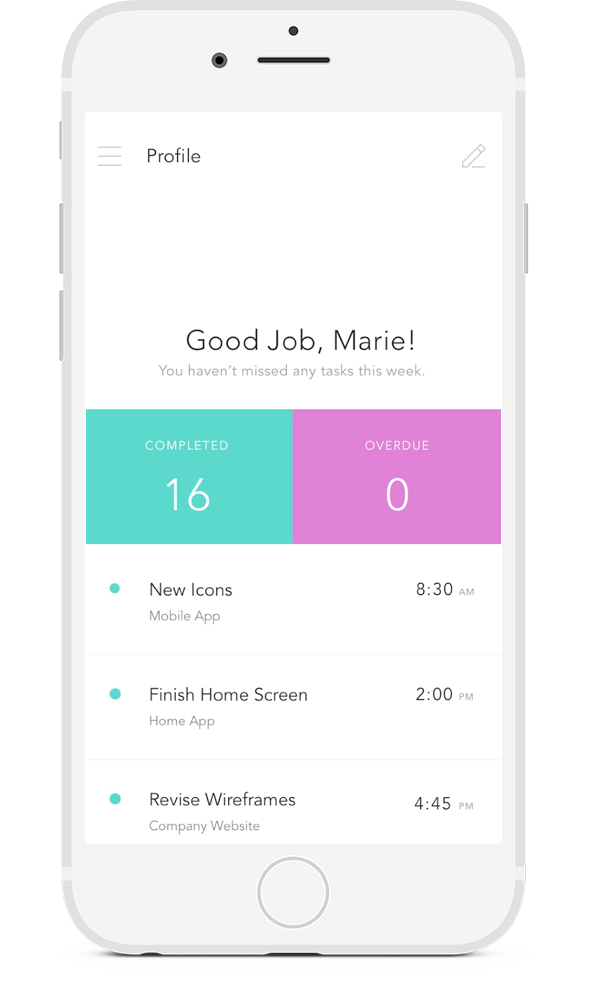 Profile
Good Job, Marie!
You haven't missed any tasks this week.
COMPLETED
OVERDUE
16
0
New Icons
8:30 AM
Mobile App
Finish Home Screen
2:00 PM
Home App
Revise Wireframes
4:45 PM
Company Website